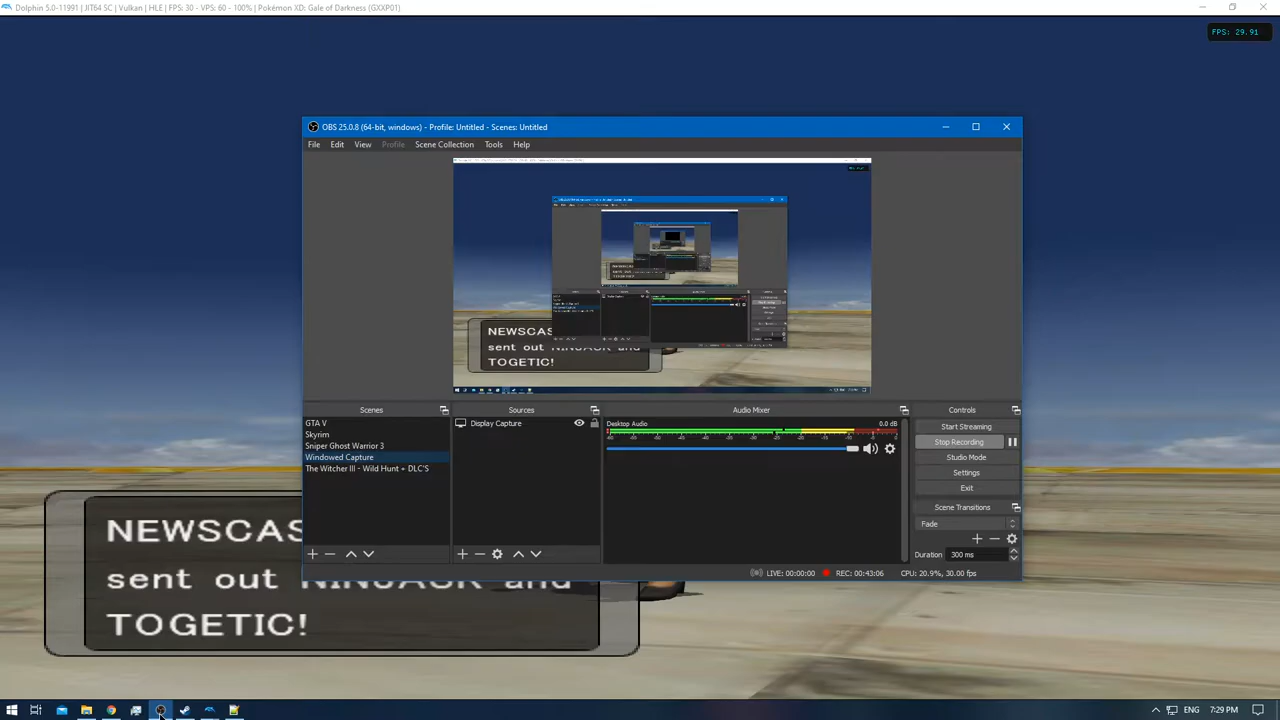 Dolphin 5.0-11991 | JIT64 SC | Vulkan | HLE | FPS: 30 - VPS: 60 - 100% | Pokémon XD: Gale of Darkness (GXXP01)
FPS: 29.91
OBS 25.0.8 (64-bit, windows) - Profile: Untitled - Scenes: Untitled
File Edit View Profile Scene Collection Tools Help
NEWSCAS
sent out NINJASK and
TOGETIC!
Scenes Sources Audio Mixer Controls
GTA V
Skyrim
Sniper Ghost Warrior 3
Windowed Capture
The Witcher III - Wild Hunt + DLC'S
Display Capture
Desktop Audio 0.0 dB
Start Streaming
Stop Recording
Studio Mode
Settings
Exit
Scene Transitions
Fade
Duration 300 ms
LIVE: 00:00:00 REC: 00:43:06 CPU: 20.9%, 30.00 fps
NEWSCAS
sent out NINJASK and
TOGETIC!
ENG 7:29 PM